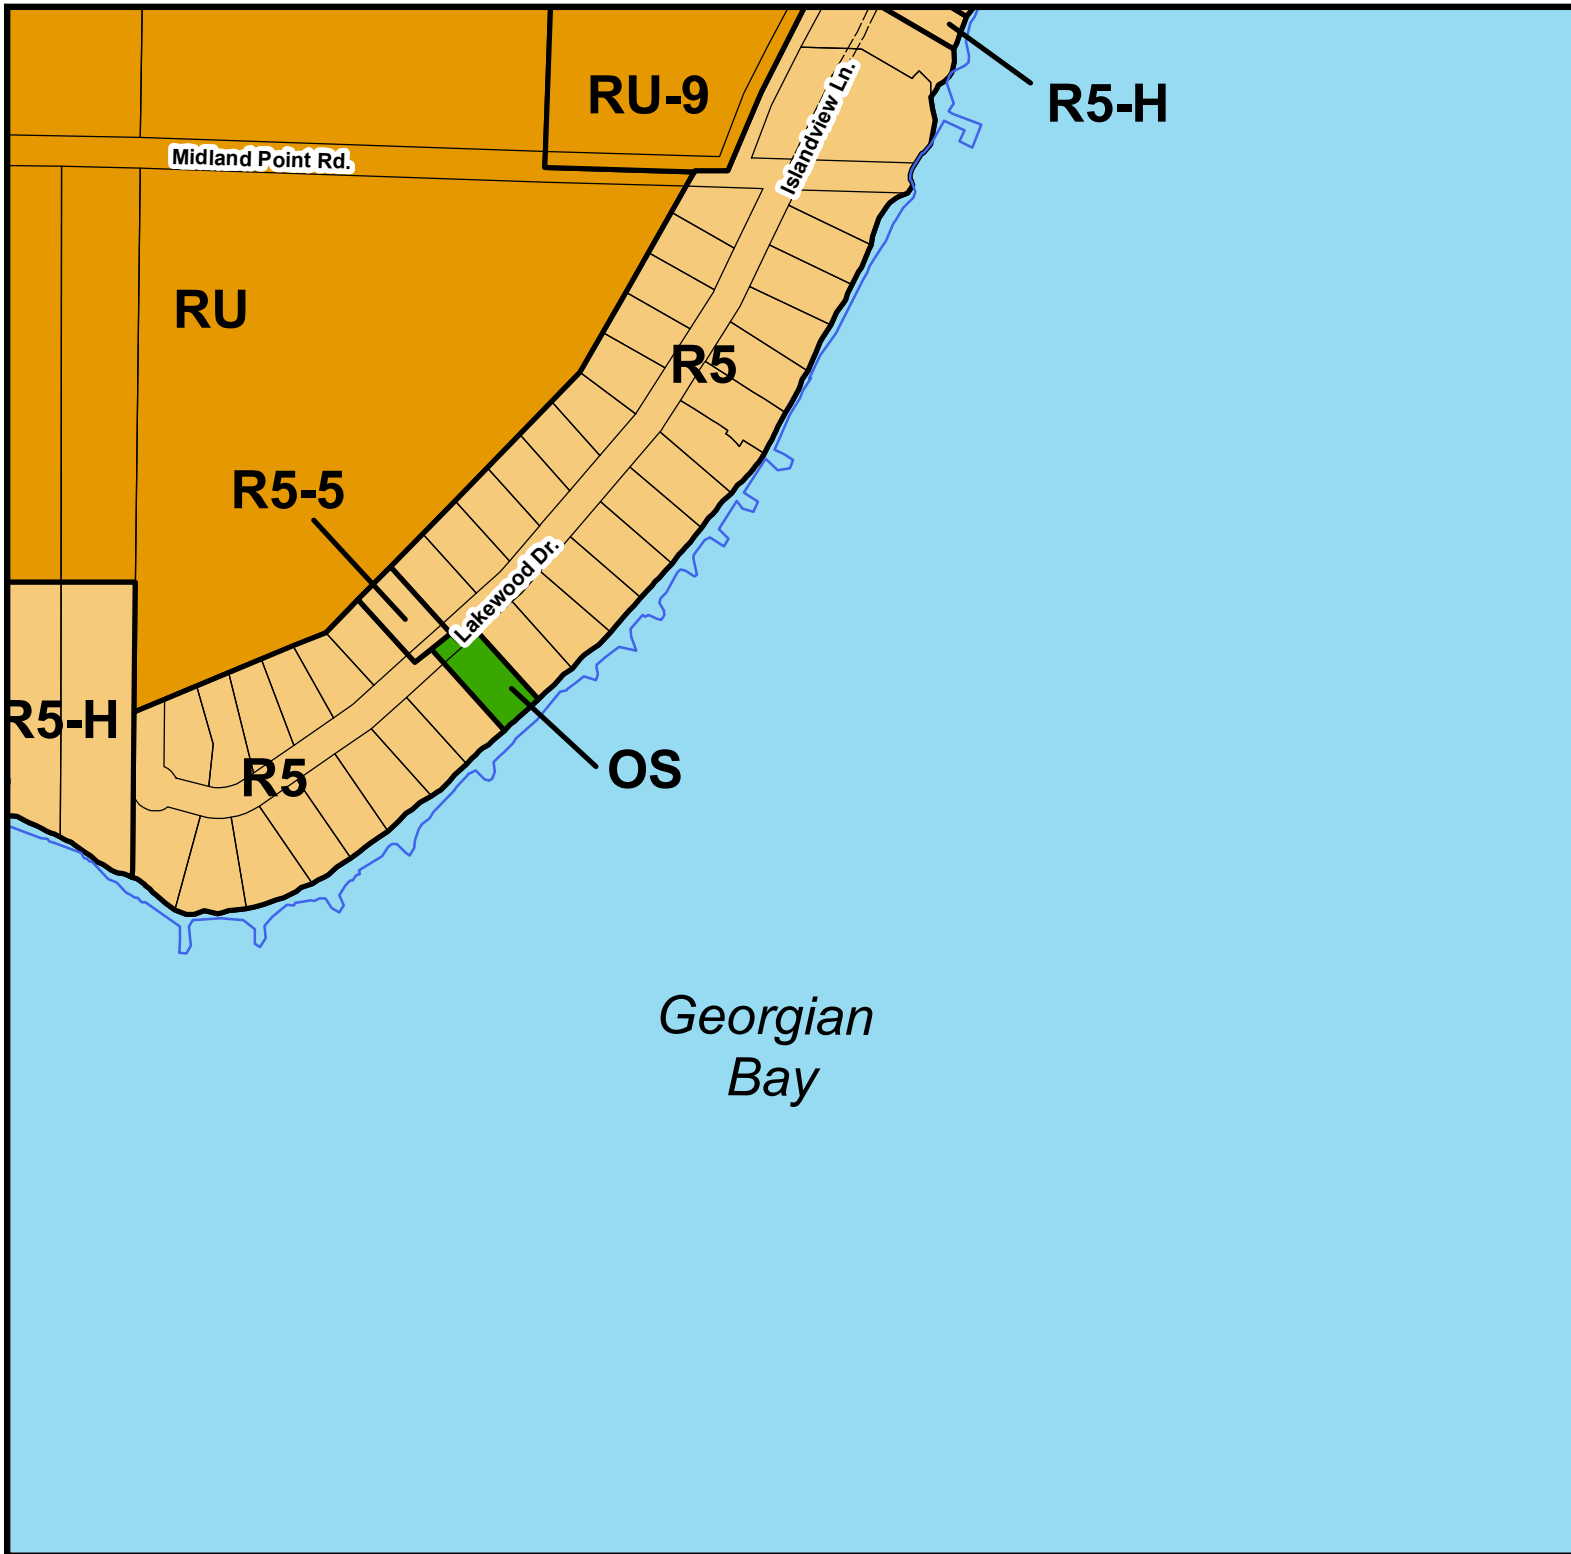 RU-9
R5-H
Islandview Ln.
Midland Point Rd.
RU
R5
R5-5
Lakewood Dr.
R5-H
R5
OS
Georgian
Bay